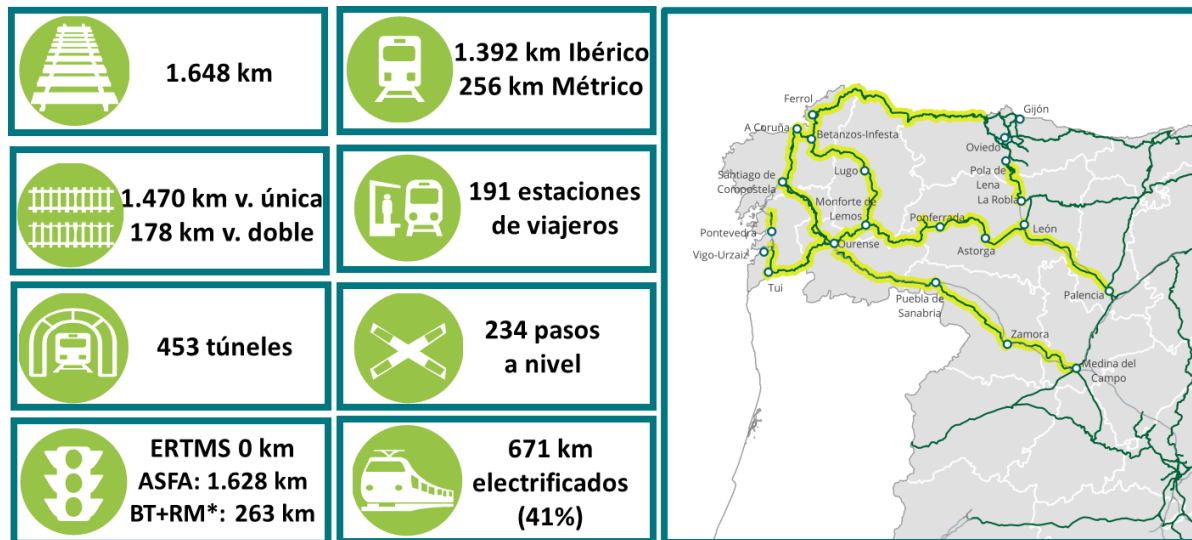 1.648 km
1.392 km Ibérico
256 km Métrico
1.470 km v. única
178 km v. doble
191 estaciones
de viajeros
453 túneles
234 pasos
a nivel
ERTMS 0 km
ASFA: 1.628 km
BT+RM*: 263 km
671 km
electrificados
(41%)
Ferrol
Gijón
A Coruña
Betanzos-Infesta
Oviedo
Pola de
Lena
Santiago de
Compostela
Lugo
La Robla
Monforte de
Lemos
Ponferrada
León
Pontevedra
Ourense
Astorga
Vigo-Urzaiz
Tui
Palencia
Puebla de
Sanabria
Zamora
Medina del
Campo